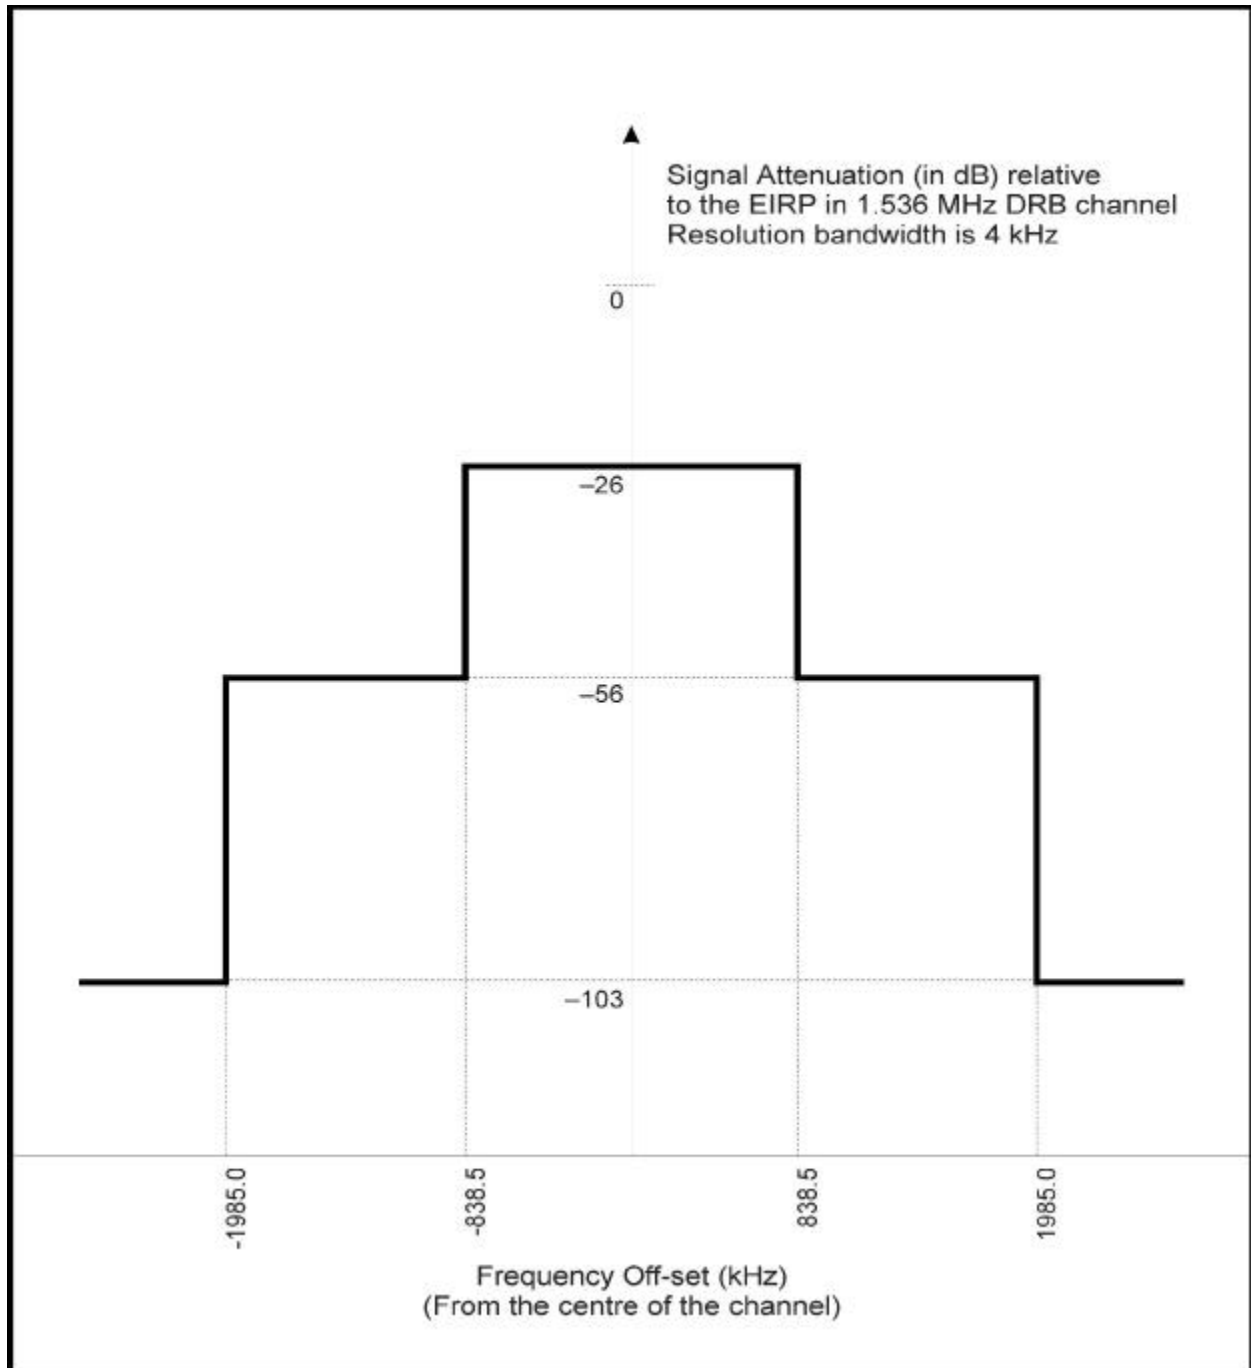 Signal Attenuation (in dB) relative
to the EIRP in 1.536 MHz DRB channel
Resolution bandwidth is 4 kHz
0
–26
–56
–103
-1985.0
-838.5
838.5
1985.0
Frequency Off-set (kHz)
(From the centre of the channel)